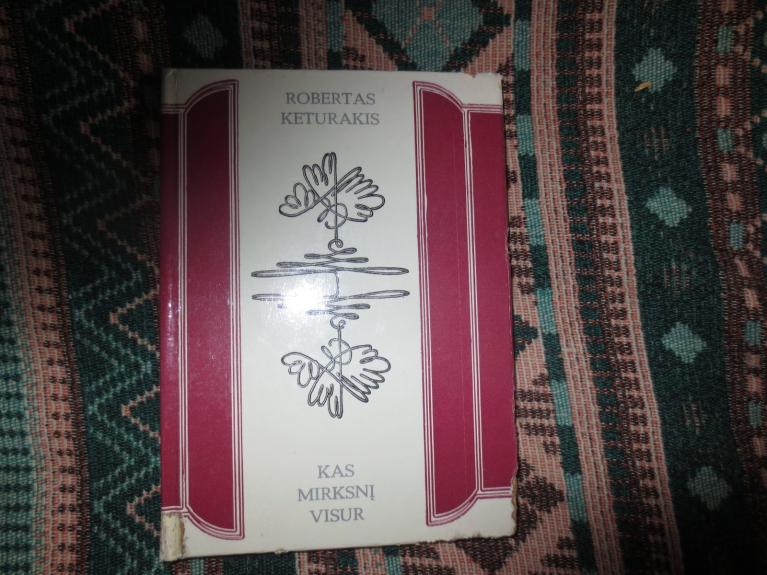 ROBERTAS
KETURAKIS
KAS
MIRKSNĮ
VISUR